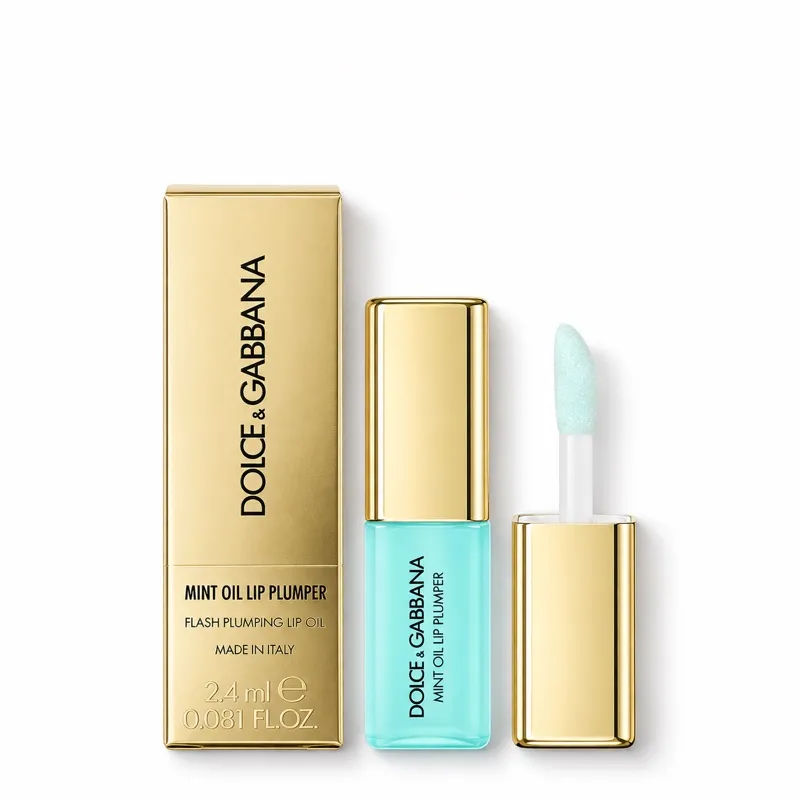 DOLCE & GABBANA
MINT OIL LIP PLUMPER
FLASH PLUMPING LIP OIL
MADE IN ITALY
2.4 ml ℮
0.081 FL.OZ.
DOLCE & GABBANA
MINT OIL LIP PLUMPER